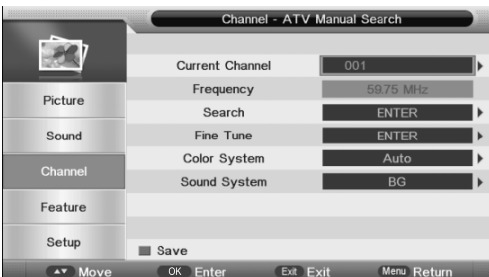 Channel - ATV Manual Search
Current Channel 001
Frequency 59.75 MHz
Search ENTER
Fine Tune ENTER
Color System Auto
Sound System BG
Picture
Sound
Channel
Feature
Setup
Save
Move OK Enter Exit Exit Menu Return